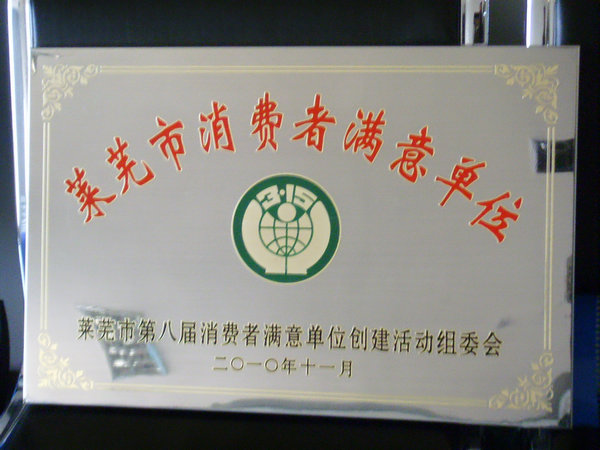 莱芜市消费者满意单位
3·15
莱芜市第八届消费者满意单位创建活动组委会
二〇一〇年十一月